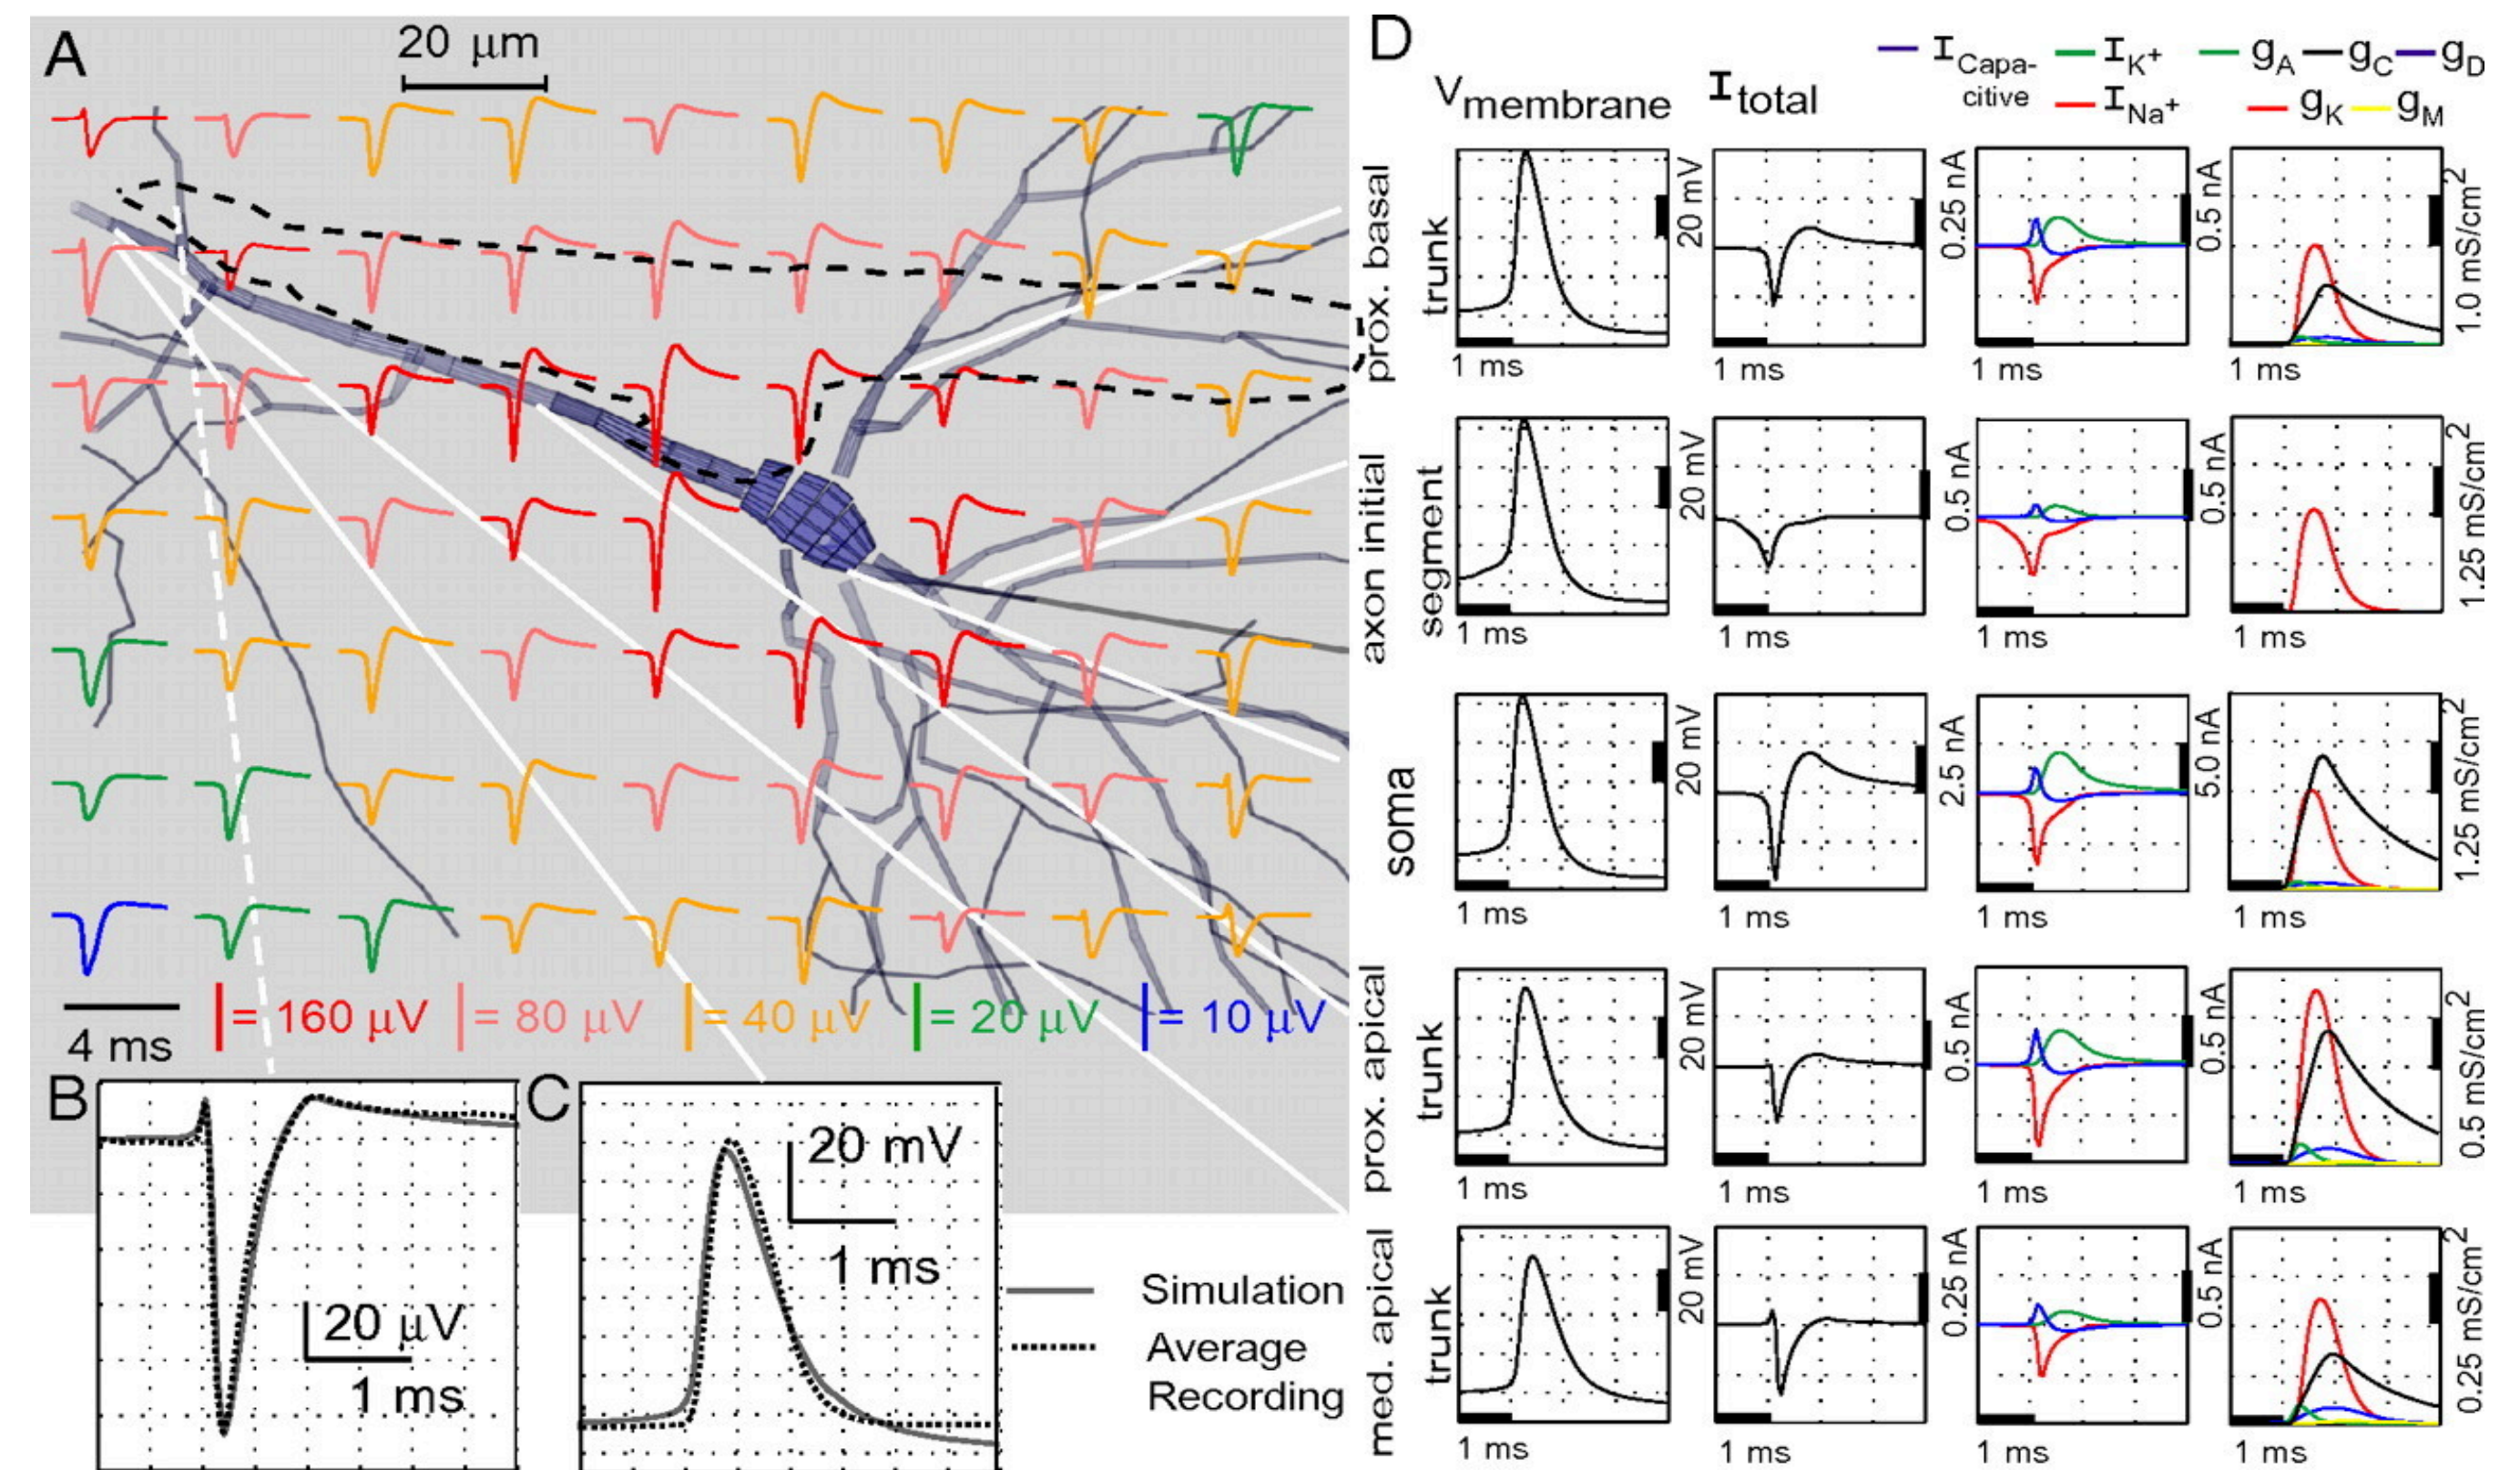 A
20 μm
= 160 μV
= 80 μV
= 40 μV
= 20 μV
= 10 μV
4 ms
B
20 μV
1 ms
C
20 mV
1 ms
Simulation
Average
Recording
D
Vmembrane
Itotal
ICapa-
citive
IK+
INa+
gA
gC
gD
gK
gM
prox. basal
trunk
20 mV
0.25 nA
0.5 nA
1.0 mS/cm2
1 ms
1 ms
1 ms
1 ms
axon initial
segment
20 mV
0.5 nA
0.5 nA
1.25 mS/cm2
1 ms
1 ms
1 ms
1 ms
soma
20 mV
2.5 nA
5.0 nA
1.25 mS/cm2
1 ms
1 ms
1 ms
1 ms
prox. apical
trunk
20 mV
0.5 nA
0.5 nA
0.5 mS/cm2
1 ms
1 ms
1 ms
1 ms
med. apical
trunk
20 mV
0.25 nA
0.5 nA
0.25 mS/cm2
1 ms
1 ms
1 ms
1 ms